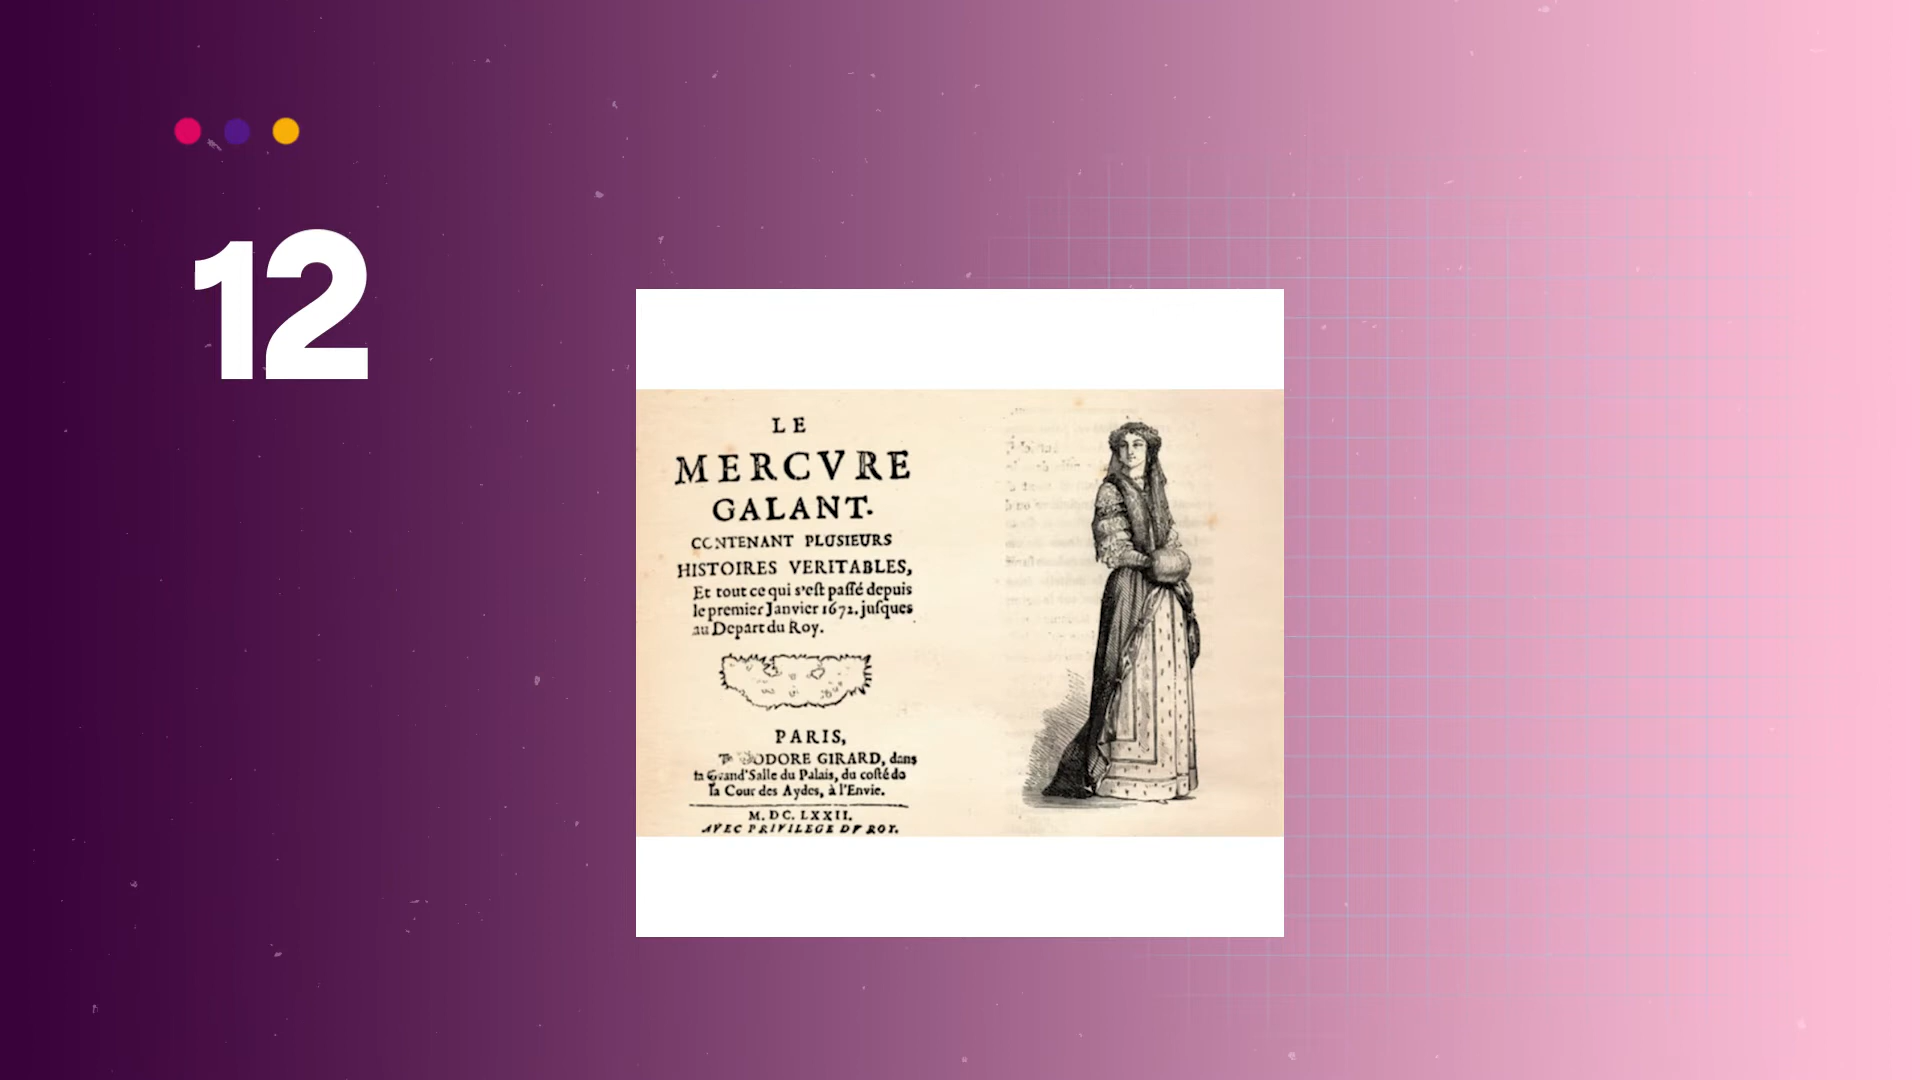 12
LE
MERCVRE
GALANT.
CONTENANT PLUSIEURS
HISTOIRES VERITABLES,
Et tout ce qui s'est passé depuis
le premier Janvier 1672. jusques
au Depart du Roy.
PARIS,
ODORE GIRARD, dans
la Grand'Salle du Palais, du costé do
la Cour des Aydes, à l'Envie.
M. DC. LXXII.
AVEC PRIVILEGE DV ROY.